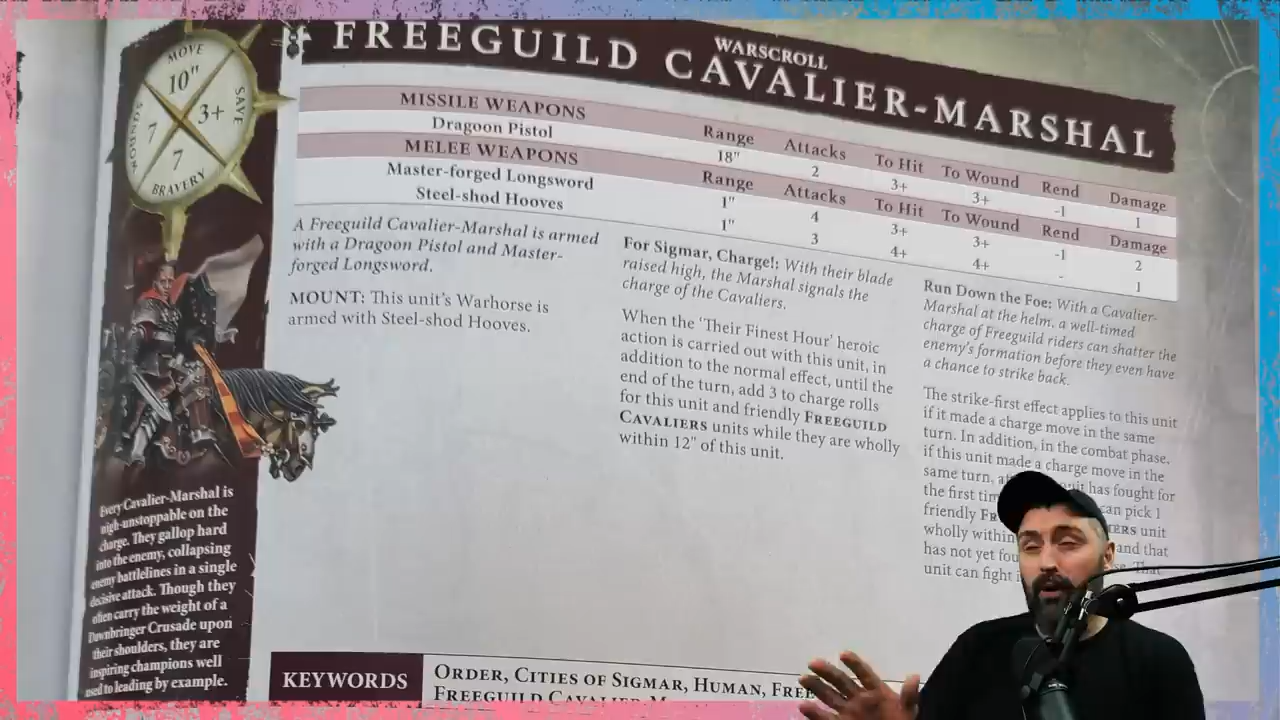 WARSCROLL
FREEGUILD CAVALIER-MARSHAL
MOVE
10"
3+
SAVE
7
WOUNDS
7
BRAVERY
MISSILE WEAPONS Range Attacks To Hit To Wound Rend Damage
Dragoon Pistol 18" 2 3+ 3+ -1 1
MELEE WEAPONS Range Attacks To Hit To Wound Rend Damage
Master-forged Longsword 1" 4 3+ 3+ -1 2
Steel-shod Hooves 1" 3 4+ 4+ - 1
A Freeguild Cavalier-Marshal is armed
with a Dragoon Pistol and Master-
forged Longsword.
MOUNT: This unit's Warhorse is
armed with Steel-shod Hooves.
For Sigmar, Charge!: With their blade
raised high, the Marshal signals the
charge of the Cavaliers.
When the 'Their Finest Hour' heroic
action is carried out with this unit, in
addition to the normal effect, until the
end of the turn, add 3 to charge rolls
for this unit and friendly FREEGUILD
CAVALIERS units while they are wholly
within 12" of this unit.
Run Down the Foe: With a Cavalier-
Marshal at the helm, a well-timed
charge of Freeguild riders can shatter the
enemy's formation before they even have
a chance to strike back.
The strike-first effect applies to this unit
if it made a charge move in the same
turn. In addition, in the combat phase,
if this unit made a charge move in the
same turn, unit has fought for
the first can pick 1
friendly unit
wholly within and that
has not yet That
unit can fight
Every Cavalier-Marshal is
nigh-unstoppable on the
charge. They gallop hard
into the enemy, collapsing
enemy battlelines in a single
decisive attack. Though they
often carry the weight of a
Dawnbringer Crusade upon
their shoulders, they are
inspiring champions well
used to leading by example.
KEYWORDS
ORDER, CITIES OF SIGMAR, HUMAN,
FREEGUILD